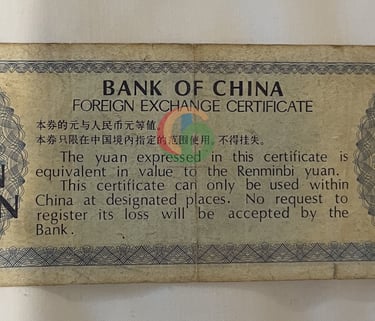 BANK OF CHINA
FOREIGN EXCHANGE CERTIFICATE
本券的元与人民币元等值。
本券只限在中国境内指定的范围使用，不得挂失。
The yuan expressed in this certificate is
equivalent in value to the Renminbi yuan.
This certificate can only be used within
China at designated places. No request to
register its loss will be accepted by the
Bank.